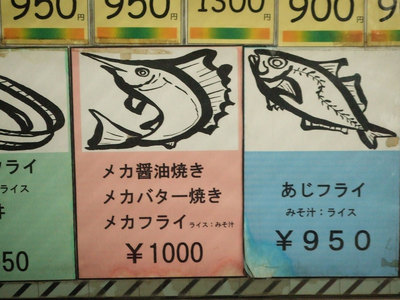 950円
950円
1300円
900円
フライ
ライス
50
メカ醤油焼き
メカバター焼き
メカフライ ライス：みそ汁
￥1000
あじフライ
みそ汁：ライス
￥950